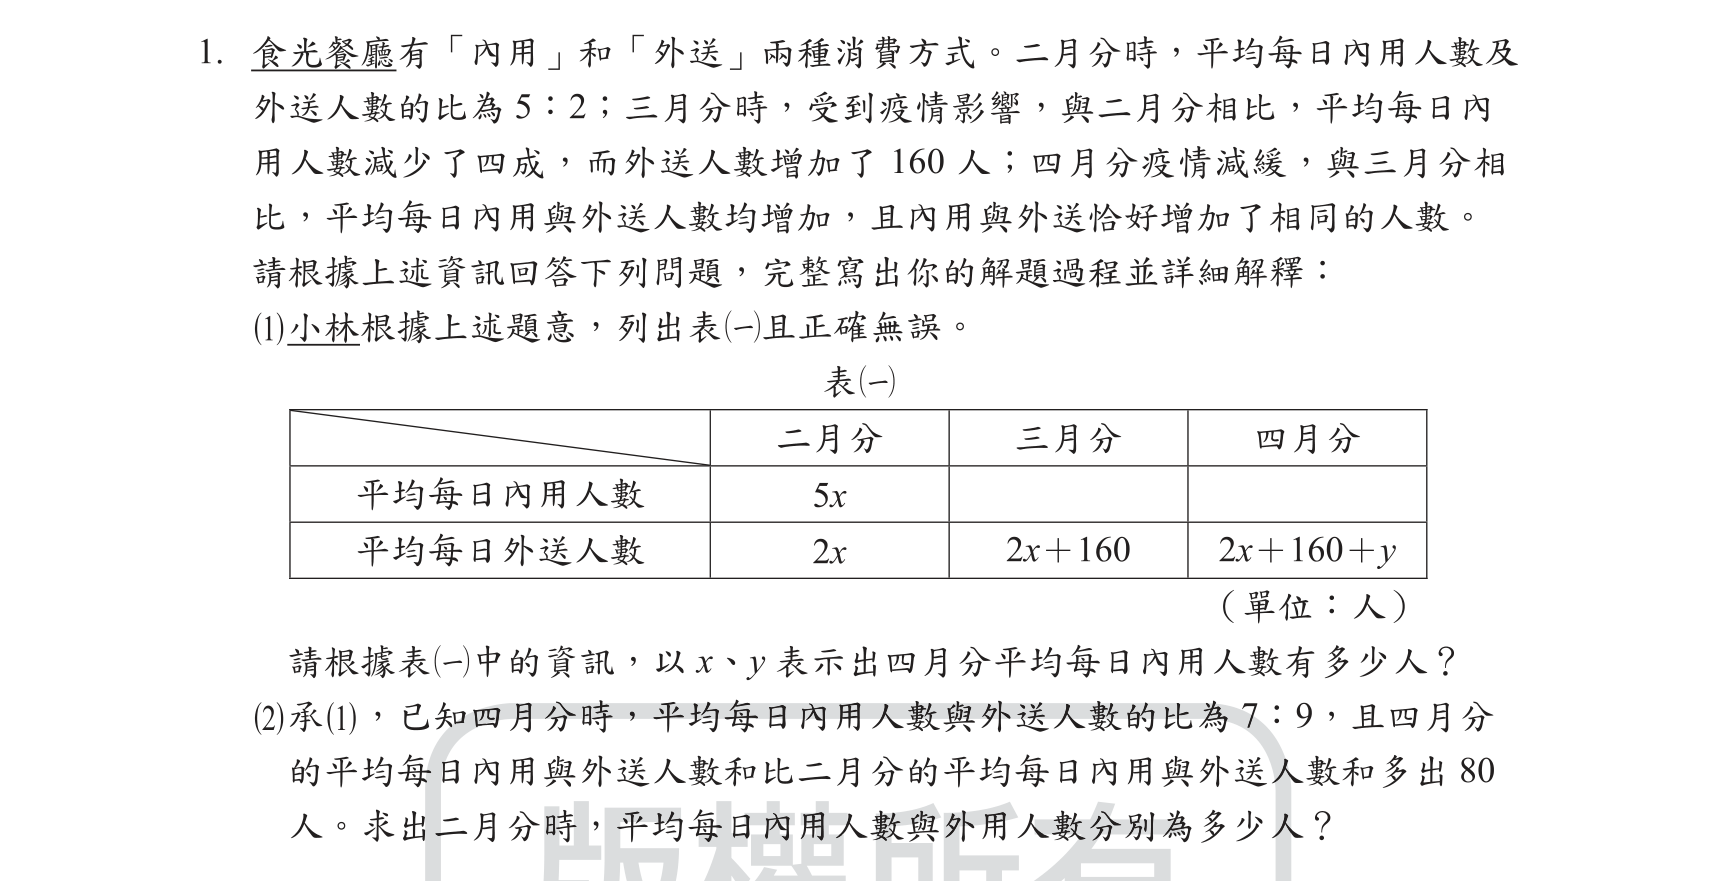 1. 食光餐廳有「內用」和「外送」兩種消費方式。二月分時，平均每日內用人數及
外送人數的比為 5：2；三月分時，受到疫情影響，與二月分相比，平均每日內
用人數減少了四成，而外送人數增加了 160 人；四月分疫情減緩，與三月分相
比，平均每日內用與外送人數均增加，且內用與外送恰好增加了相同的人數。
請根據上述資訊回答下列問題，完整寫出你的解題過程並詳細解釋：
(1)小林根據上述題意，列出表㈠且正確無誤。
表㈠
二月分 三月分 四月分
平均每日內用人數 5x
平均每日外送人數 2x 2x＋160 2x＋160＋y
（單位：人）
請根據表㈠中的資訊，以 x、y 表示出四月分平均每日內用人數有多少人？
(2)承(1)，已知四月分時，平均每日內用人數與外送人數的比為 7：9，且四月分
的平均每日內用與外送人數和比二月分的平均每日內用與外送人數和多出 80
人。求出二月分時，平均每日內用人數與外用人數分別為多少人？
版權所有